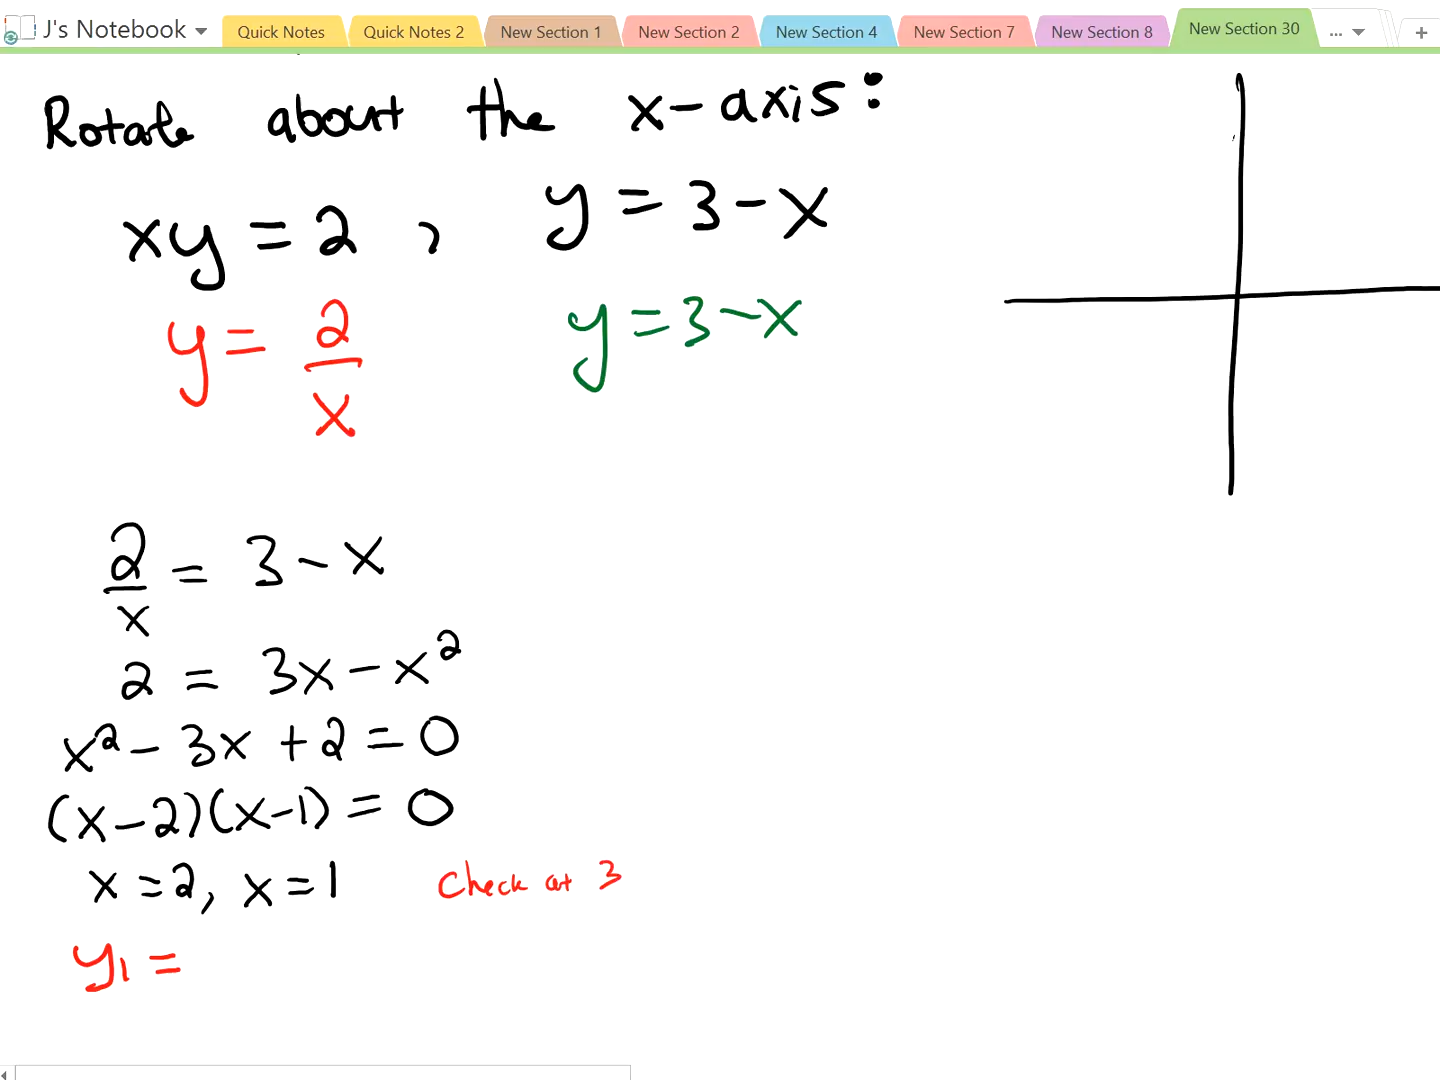 J's Notebook Quick Notes Quick Notes 2 New Section 1 New Section 2 New Section 4 New Section 7 New Section 8 New Section 30 ... +
Rotate about the x-axis:
xy = 2, y = 3 - x
y = 2/x y = 3 - x
2/x = 3 - x
2 = 3x - x²
x² - 3x + 2 = 0
(x-2)(x-1) = 0
x = 2, x = 1 Check at 3
y₁ =